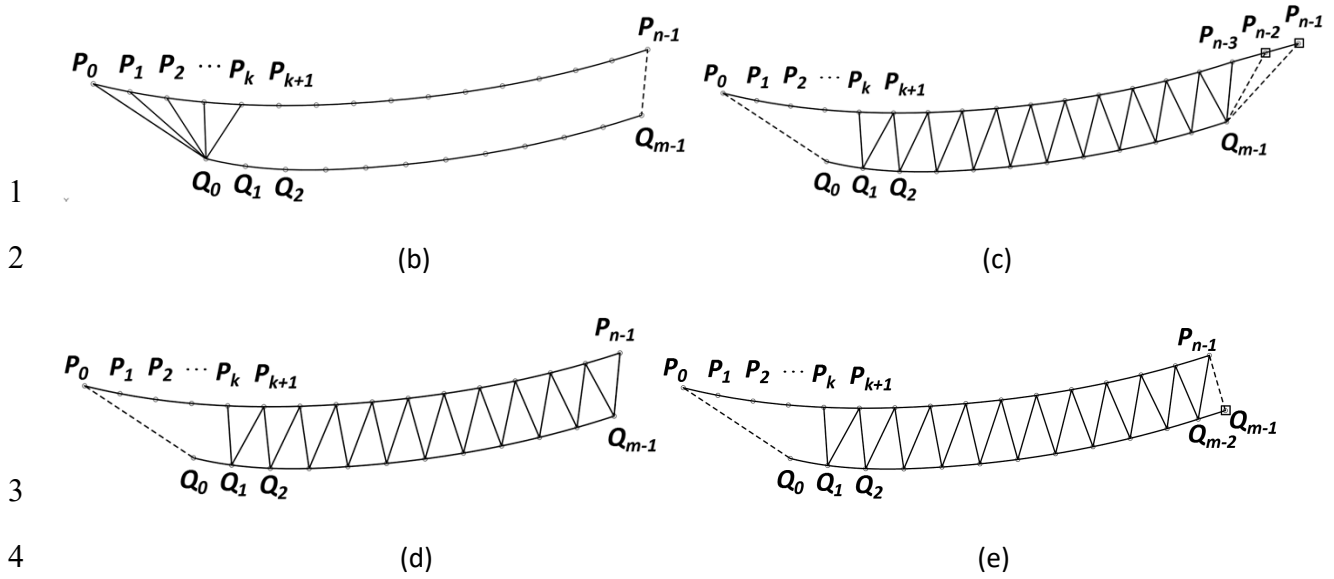 P0 P1 P2 ... Pk Pk+1 Pn-1
Q0 Q1 Q2 Qm-1
P0 P1 P2 ... Pk Pk+1 Pn-3 Pn-2 Pn-1
Q0 Q1 Q2 Qm-1
1
2 (b) (c)
P0 P1 P2 ... Pk Pk+1 Pn-1
Q0 Q1 Q2 Qm-1
P0 P1 P2 ... Pk Pk+1 Pn-1
Q0 Q1 Q2 Qm-2 Qm-1
3
4 (d) (e)